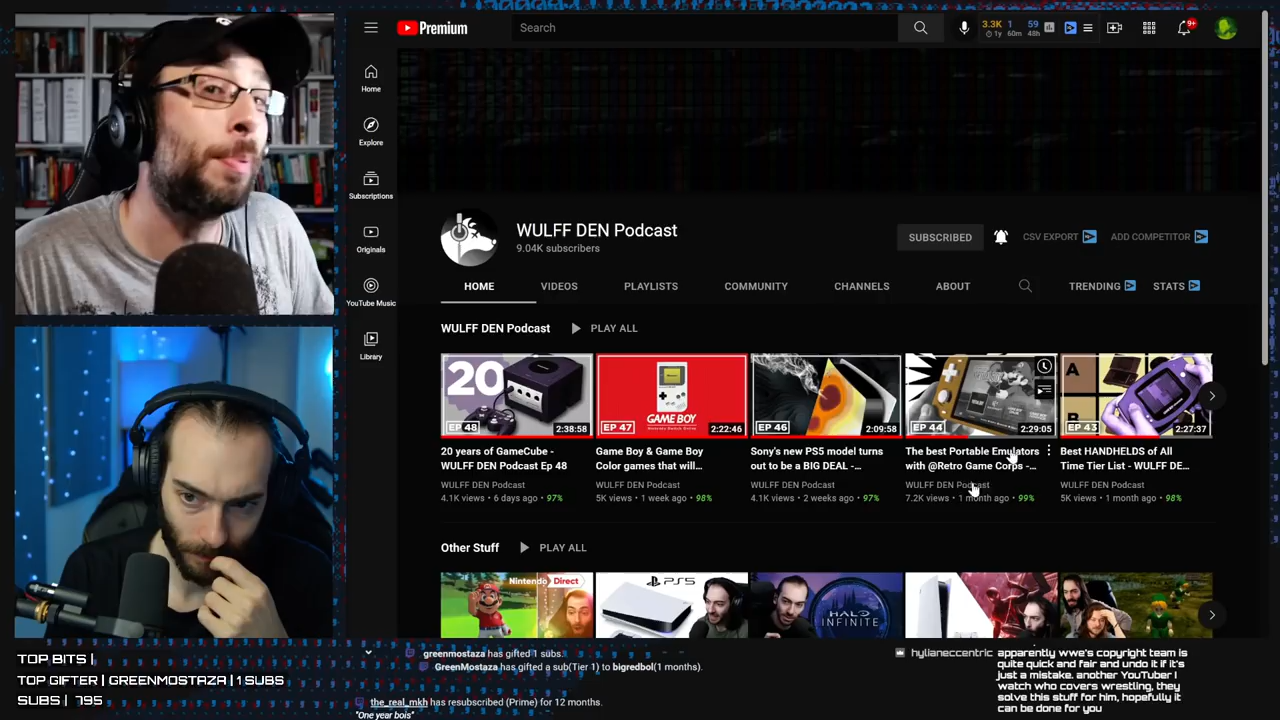 Premium
Search
3.3K 1 59
1y 60m 48h
9+
Home
Explore
Subscriptions
Originals
YouTube Music
Library
WULFF DEN Podcast
9.04K subscribers
SUBSCRIBED
CSV EXPORT
ADD COMPETITOR
HOME
VIDEOS
PLAYLISTS
COMMUNITY
CHANNELS
ABOUT
TRENDING
STATS
WULFF DEN Podcast
PLAY ALL
20
EP 48
2:38:58
GAME BOY
EP 47
2:22:46
EP 46
2:09:58
EP 44
2:29:05
A
B
EP 43
2:27:37
20 years of GameCube -
WULFF DEN Podcast Ep 48
WULFF DEN Podcast
4.1K views • 6 days ago • 97%
Game Boy & Game Boy
Color games that will...
WULFF DEN Podcast
5K views • 1 week ago • 98%
Sony's new PS5 model turns
out to be a BIG DEAL -...
WULFF DEN Podcast
4.1K views • 2 weeks ago • 97%
The best Portable Emulators
with @Retro Game Corps -...
WULFF DEN Podcast
7.2K views • 1 month ago • 99%
Best HANDHELDS of All
Time Tier List - WULFF DE...
WULFF DEN Podcast
5K views • 1 month ago • 98%
Other Stuff
PLAY ALL
Nintendo Direct
PS5
HALO
INFINITE
TOP BITS |
TOP GIFTER | GREENMOSTAZA | 1 SUBS
SUBS | 795
greenmostaza has gifted 1 subs.
GreenMostaza has gifted a sub(Tier 1) to bigredbol(1 months).
the_real_mkh has resubscribed (Prime) for 12 months.
"One year bois"
hylianeccentric
apparently wwe's copyright team is
quite quick and fair and undo it if it's
just a mistake. another YouTuber I
watch who covers wrestling, they
solve this stuff for him, hopefully it
can be done for you